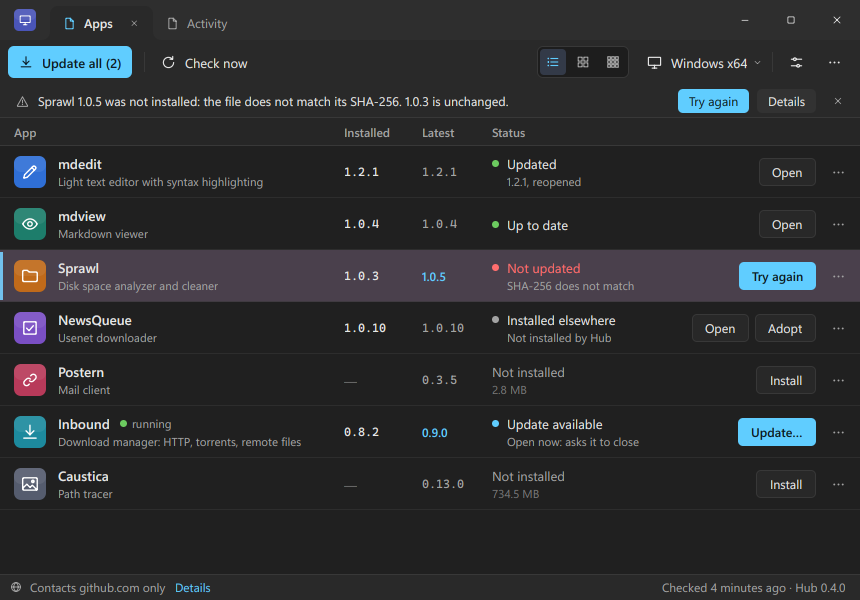 Apps
Activity
Update all (2)
Check now
Windows x64
Sprawl 1.0.5 was not installed: the file does not match its SHA-256. 1.0.3 is unchanged.
Try again
Details
App Installed Latest Status
mdedit
Light text editor with syntax highlighting
1.2.1
1.2.1
Updated
1.2.1, reopened
Open
mdview
Markdown viewer
1.0.4
1.0.4
Up to date
Open
Sprawl
Disk space analyzer and cleaner
1.0.3
1.0.5
Not updated
SHA-256 does not match
Try again
NewsQueue
Usenet downloader
1.0.10
1.0.10
Installed elsewhere
Not installed by Hub
Open
Adopt
Postern
Mail client
—
0.3.5
Not installed
2.8 MB
Install
Inbound running
Download manager: HTTP, torrents, remote files
0.8.2
0.9.0
Update available
Open now: asks it to close
Update...
Caustica
Path tracer
—
0.13.0
Not installed
734.5 MB
Install
Contacts github.com only Details
Checked 4 minutes ago · Hub 0.4.0